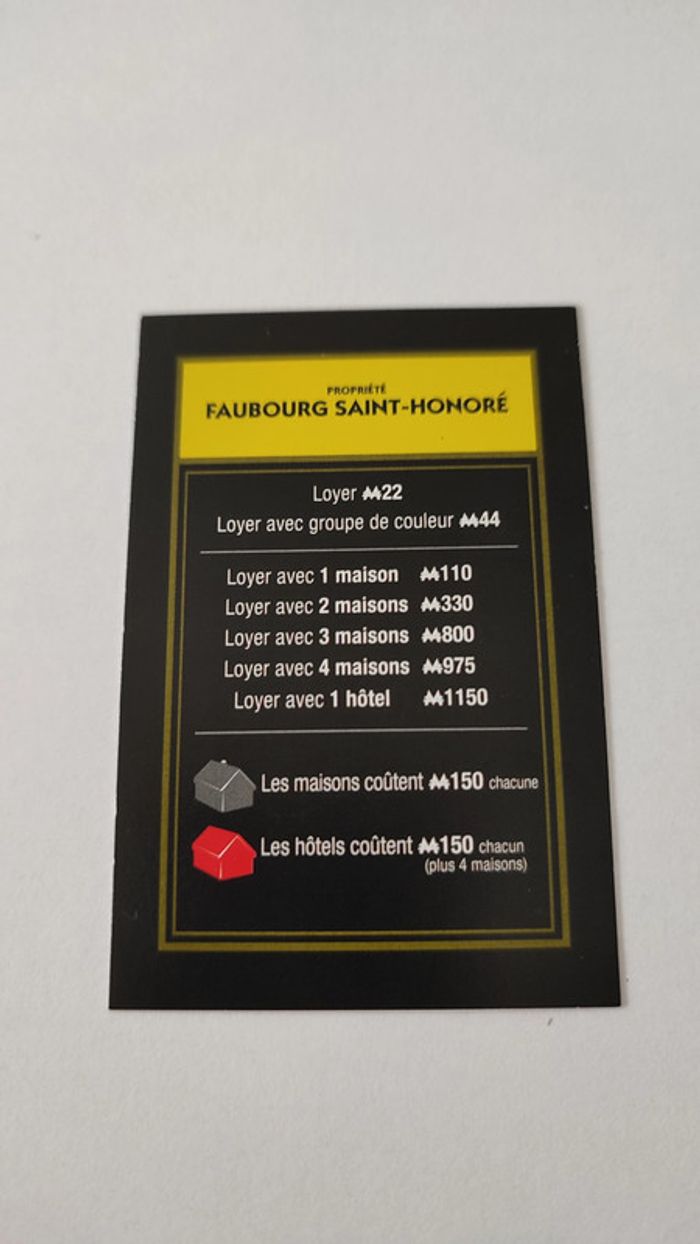 PROPRIÉTÉ
FAUBOURG SAINT-HONORÉ
Loyer M22
Loyer avec groupe de couleur M44
Loyer avec 1 maison M110
Loyer avec 2 maisons M330
Loyer avec 3 maisons M800
Loyer avec 4 maisons M975
Loyer avec 1 hôtel M1150
Les maisons coûtent M150 chacune
Les hôtels coûtent M150 chacun
(plus 4 maisons)